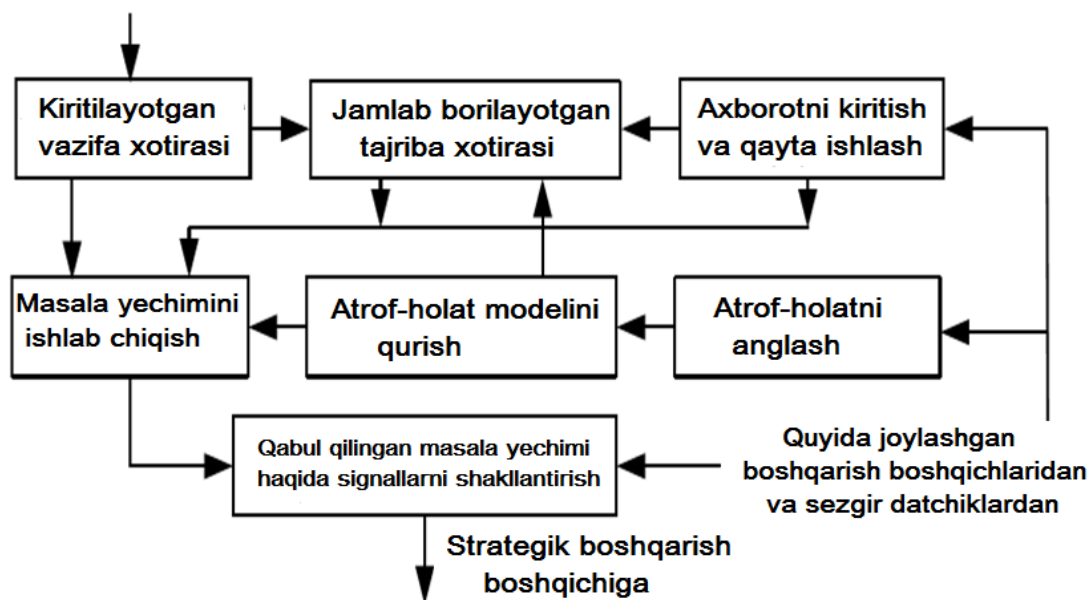 Kiritilayotgan
vazifa xotirasi
Jamlab borilayotgan
tajriba xotirasi
Axborotni kiritish
va qayta ishlash
Masala yechimini
ishlab chiqish
Atrof-holat modelini
qurish
Atrof-holatni
anglash
Qabul qilingan masala yechimi
haqida signallarni shakllantirish
Quyida joylashgan
boshqarish boshqichlaridan
va sezgir datchiklardan
Strategik boshqarish
boshqichiga